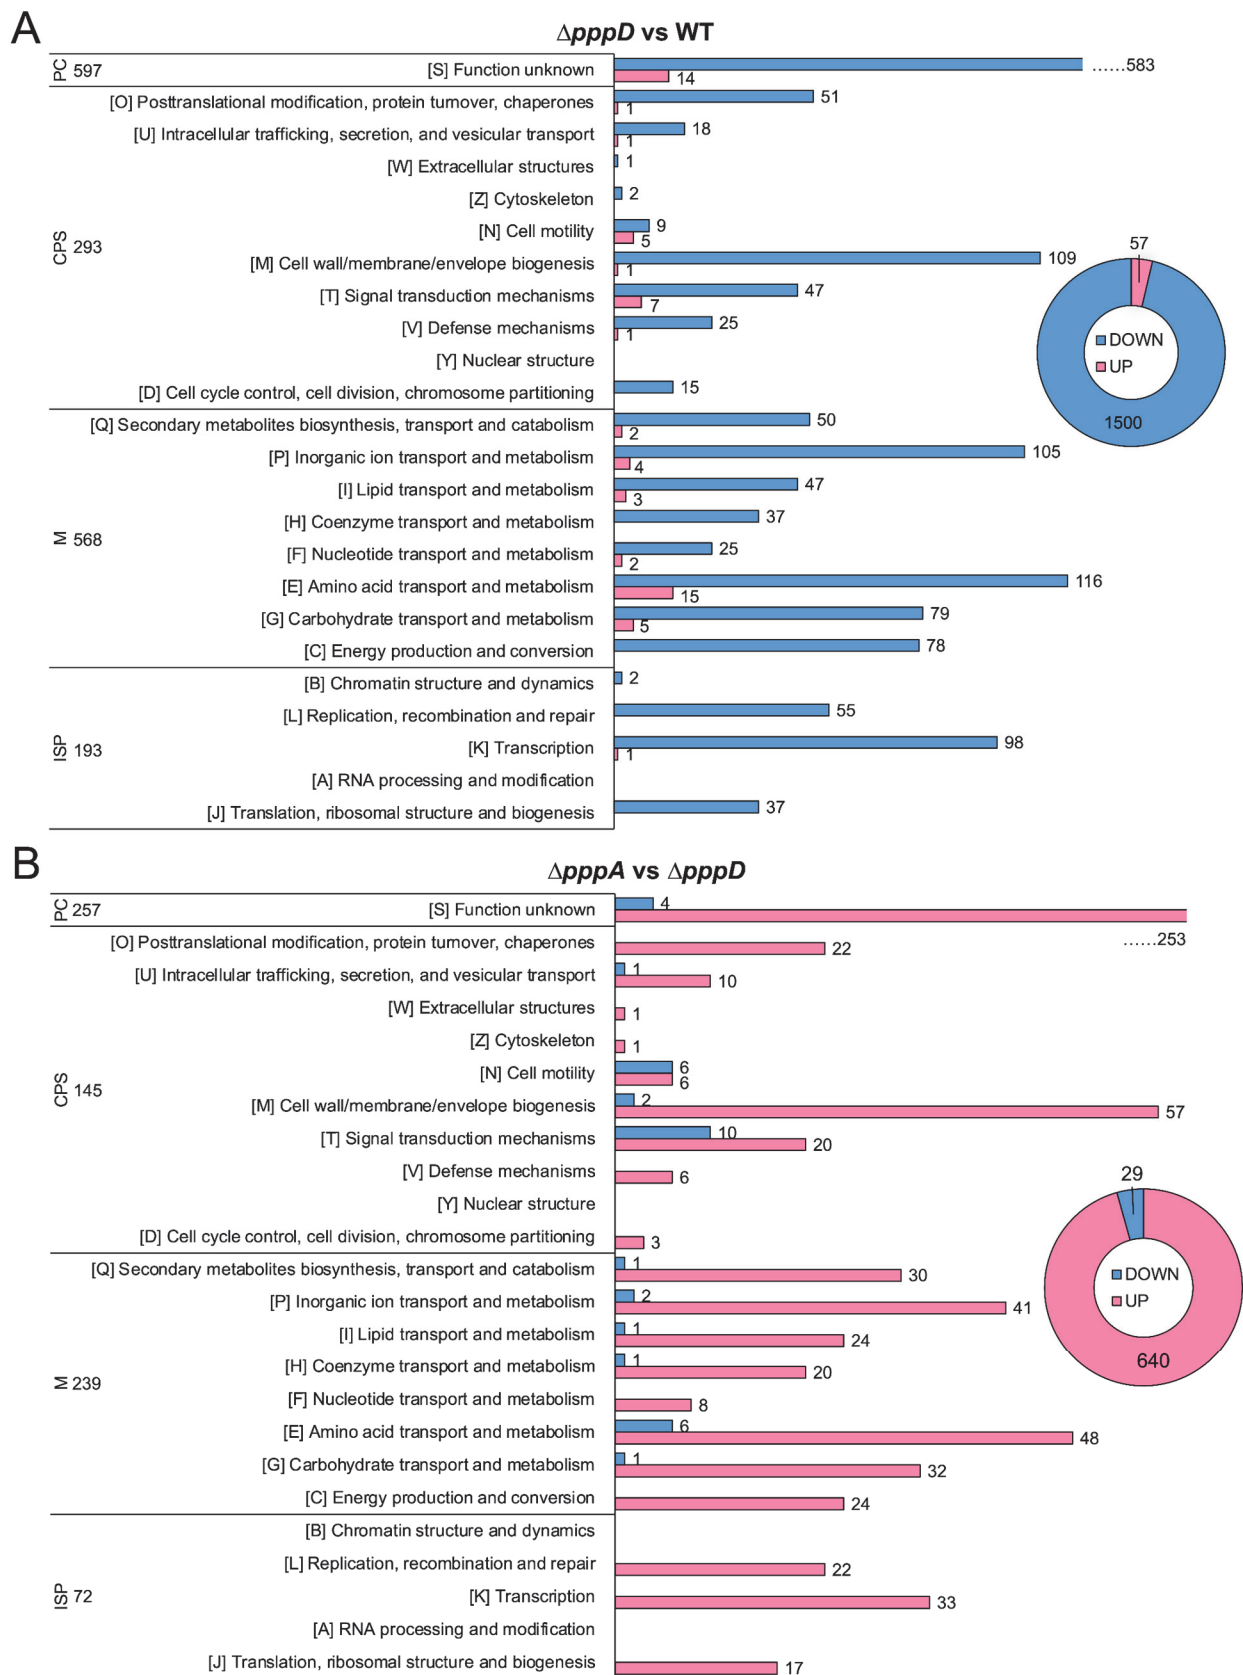 A
ΔpppD vs WT
PC 597
[S] Function unknown ......583
14
[O] Posttranslational modification, protein turnover, chaperones 51
1
[U] Intracellular trafficking, secretion, and vesicular transport 18
1
[W] Extracellular structures 1
[Z] Cytoskeleton 2
[N] Cell motility 9
5
CPS 293
[M] Cell wall/membrane/envelope biogenesis 109
1
[T] Signal transduction mechanisms 47
7
[V] Defense mechanisms 25
1
[Y] Nuclear structure
[D] Cell cycle control, cell division, chromosome partitioning 15
57
DOWN
UP
1500
[Q] Secondary metabolites biosynthesis, transport and catabolism 50
2
[P] Inorganic ion transport and metabolism 105
4
[I] Lipid transport and metabolism 47
3
[H] Coenzyme transport and metabolism 37
M 568
[F] Nucleotide transport and metabolism 25
2
[E] Amino acid transport and metabolism 116
15
[G] Carbohydrate transport and metabolism 79
5
[C] Energy production and conversion 78
[B] Chromatin structure and dynamics 2
[L] Replication, recombination and repair 55
ISP 193
[K] Transcription 98
1
[A] RNA processing and modification
[J] Translation, ribosomal structure and biogenesis 37
B
ΔpppA vs ΔpppD
PC 257
[S] Function unknown 4
......253
[O] Posttranslational modification, protein turnover, chaperones 22
[U] Intracellular trafficking, secretion, and vesicular transport 1
10
[W] Extracellular structures 1
[Z] Cytoskeleton 1
[N] Cell motility 6
6
CPS 145
[M] Cell wall/membrane/envelope biogenesis 2
57
[T] Signal transduction mechanisms 10
20
[V] Defense mechanisms 6
[Y] Nuclear structure
[D] Cell cycle control, cell division, chromosome partitioning 3
29
DOWN
UP
640
[Q] Secondary metabolites biosynthesis, transport and catabolism 1
30
[P] Inorganic ion transport and metabolism 2
41
[I] Lipid transport and metabolism 1
24
[H] Coenzyme transport and metabolism 1
20
M 239
[F] Nucleotide transport and metabolism 8
[E] Amino acid transport and metabolism 6
48
[G] Carbohydrate transport and metabolism 1
32
[C] Energy production and conversion 24
[B] Chromatin structure and dynamics
[L] Replication, recombination and repair 22
ISP 72
[K] Transcription 33
[A] RNA processing and modification
[J] Translation, ribosomal structure and biogenesis 17